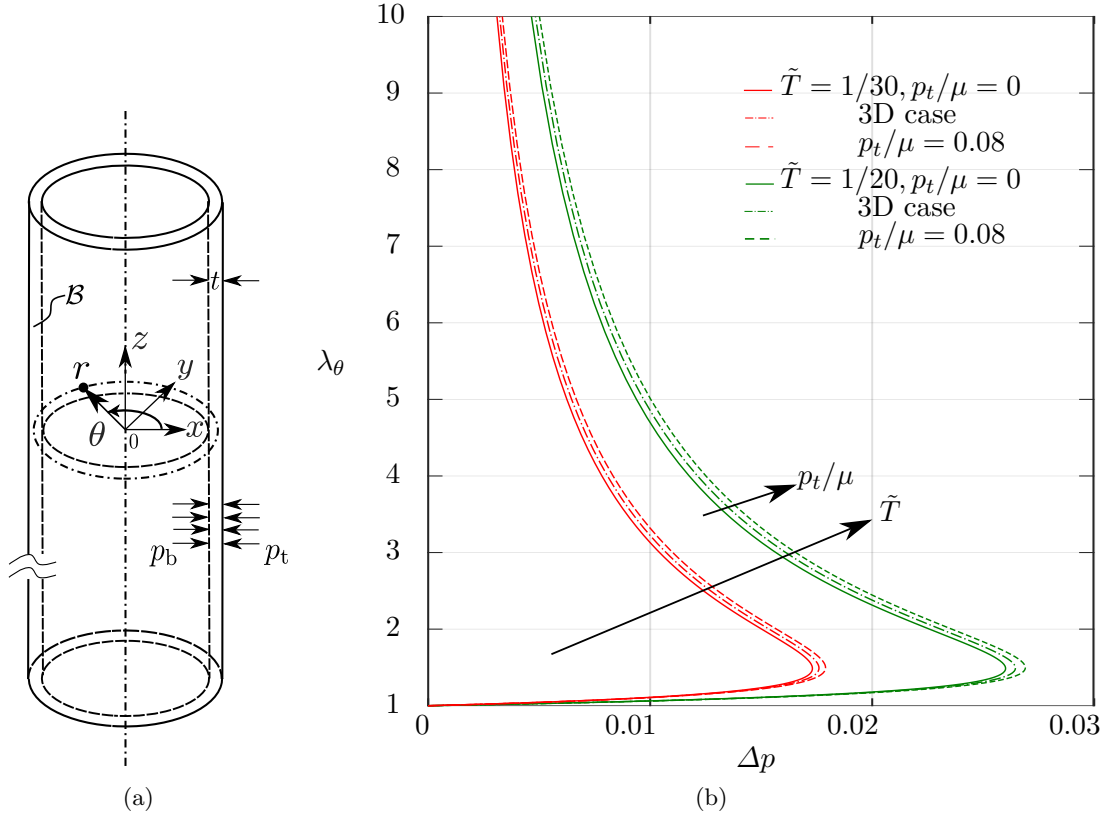 t
ℬ
z
y
r
θ
0
x
p_b
p_t
(a)
10
9
8
7
6
5
4
3
2
1
λ_θ
T̃ = 1/30, p_t/μ = 0
3D case
p_t/μ = 0.08
T̃ = 1/20, p_t/μ = 0
3D case
p_t/μ = 0.08
p_t/μ
T̃
0
0.01
0.02
0.03
Δp
(b)